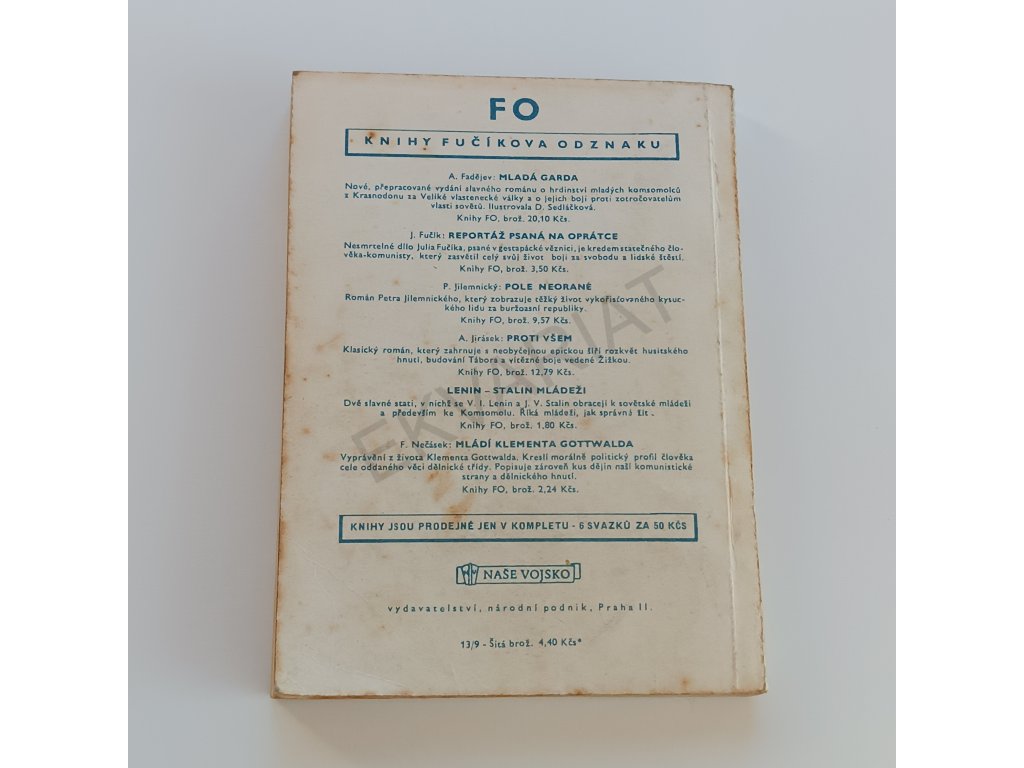 FO
KNIHY FUČÍKOVA ODZNAKU
A. Fadějev: MLADÁ GARDA
Nové, přepracované vydání slavného románu o hrdinství mladých komsomolců
z Krasnodonu za Veliké vlastenecké války a o jejich boji proti zotročovatelům
vlasti sovětů. Ilustrovala D. Sedláčková.
Knihy FO, brož. 20,10 Kčs.
J. Fučík: REPORTÁŽ PSANÁ NA OPRÁTCE
Nesmrtelné dílo Julia Fučíka, psané v gestapácké věznici, je kredem statečného člo-
věka-komunisty, který zasvětil celý svůj život boji za svobodu a lidské štěstí.
Knihy FO, brož. 3,50 Kčs.
P. Jilemnický: POLE NEORANÉ
Román Petra Jilemnického, který zobrazuje těžký život vykořisťovaného kysuc-
kého lidu za buržoasní republiky.
Knihy FO, brož. 9,57 Kčs.
A. Jirásek: PROTI VŠEM
Klasický román, který zahrnuje s neobyčejnou epickou šíří rozkvět husitského
hnutí, budování Tábora a vítězné boje vedené Žižkou.
Knihy FO, brož. 12,79 Kčs.
LENIN - STALIN MLÁDEŽI
Dvě slavné stati, v nichž se V. I. Lenin a J. V. Stalin obracejí k sovětské mládeži
a především ke Komsomolu. Říká mládeži, jak správně žít.
Knihy FO, brož. 1,80 Kčs.
F. Nečásek: MLÁDÍ KLEMENTA GOTTWALDA
Vyprávění z života Klementa Gottwalda. Kreslí morálně politický profil člověka
cele oddaného věci dělnické třídy. Popisuje zároveň kus dějin naší komunistické
strany a dělnického hnutí.
Knihy FO, brož. 2,24 Kčs.
KNIHY JSOU PRODEJNÉ JEN V KOMPLETU - 6 SVAZKŮ ZA 50 KČS
NAŠE VOJSKO
vydavatelství, národní podnik, Praha II.
13/9 - Šitá brož. 4,40 Kčs*
EKVARIAT